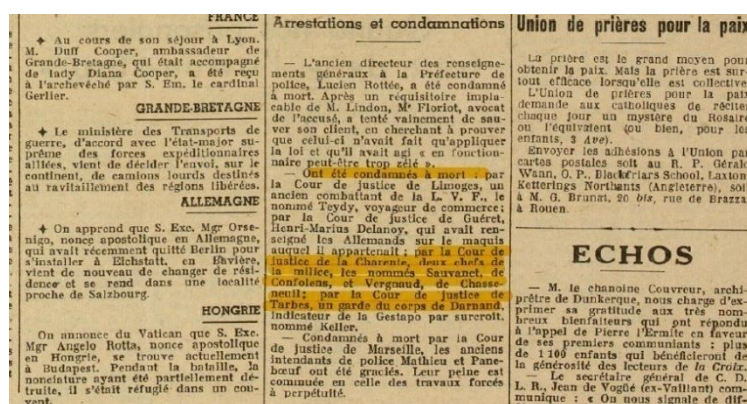 FRANCE
✦ Au cours de son séjour à Lyon.
M. Duff Cooper, ambassadeur de
Grande-Bretagne, qui était accompagné
de lady Diana Cooper, a été reçu
à l'archevêché par S. Em. le cardinal
Gerlier.
GRANDE-BRETAGNE
✦ Le ministère des Transports de
guerre, d'accord avec l'état-major su-
prême des forces expéditionnaires
alliées, vient de décider l'envoi, sur le
continent, de camions lourds destinés
au ravitaillement des régions libérées.
ALLEMAGNE
✦ On apprend que S. Exc. Mgr Orse-
nigo, nonce apostolique en Allemagne,
qui avait récemment quitté Berlin pour
s'installer à Eichstatt, en Bavière,
vient de nouveau de changer de rési-
dence et se rend dans une localité
proche de Salzbourg.
HONGRIE
On annonce du Vatican que S. Exc.
Mgr Angelo Rotta, nonce apostolique
en Hongrie, se trouve actuellement
à Budapest. Pendant la bataille, la
nonciature ayant été partiellement dé-
truite, il s'était réfugié dans un cou-
vent.
Arrestations et condamnations
— L'ancien directeur des renseigne-
ments généraux à la Préfecture de
police, Lucien Rottée, a été condamné
à mort. Après un réquisitoire impla-
cable de M. Lindon, Mᵉ Floriot, avocat
de l'accusé, a tenté vainement de sau-
ver son client, en cherchant à prouver
que celui-ci n'avait fait qu'appliquer
la loi et qu'il avait agi « en fonction-
naire peut-être trop zélé ».
— Ont été condamnés à mort : par
la Cour de justice de Limoges, un
ancien combattant de la L. V. F., le
nommé Teydy, voyageur de commerce ;
par la Cour de justice de Guéret,
Henri-Marius Delanoy, qui avait ren-
seigné les Allemands sur le maquis
auquel il appartenait ; par la Cour de
justice de la Charente, deux chefs de
la milice, les nommés Sauvanet, de
Confolens, et Vergnaud, de Chasse-
neuil ; par la Cour de justice de
Tarbes, un garde du corps de Darnand,
indicateur de la Gestapo par surcroît,
nommé Keller.
— Condamnés à mort par la Cour
de justice de Marseille, les anciens
intendants de police Mathieu et Pane-
bœuf ont été graciés. Leur peine est
commuée en celle des travaux forcés
à perpétuité.
Union de prières pour la paix
La prière est le grand moyen pour
obtenir la paix. Mais la prière est sur-
tout efficace lorsqu'elle est collective.
L'Union de prières pour la paix
demande aux catholiques de réciter
chaque jour un mystère du Rosaire
ou l'équivalent (ou bien, pour les
enfants, 3 Ave).
Envoyer les adhésions à l'Union par
cartes postales soit au R. P. Gérald
Waan, O. P., Blackfriars School, Laxton
Ketterings Northants (Angleterre), soit
à M. G. Brunat, 20 bis, rue de Brazza
à Rouen.
ECHOS
— M. le chanoine Couvreur, archi-
prêtre de Dunkerque, nous charge d'ex-
primer sa gratitude aux très nom-
breux bienfaiteurs qui ont répondu
à l'appel de Pierre l'Ermite en faveur
de ses premiers communiants : plus
de 1 100 enfants qui bénéficieront de
la générosité des lecteurs de la Croix.
— Le secrétaire général de C. D.
L. R., Jean de Vogüé (ex-Vaillant) com-
munique : « On nous signale de dif-